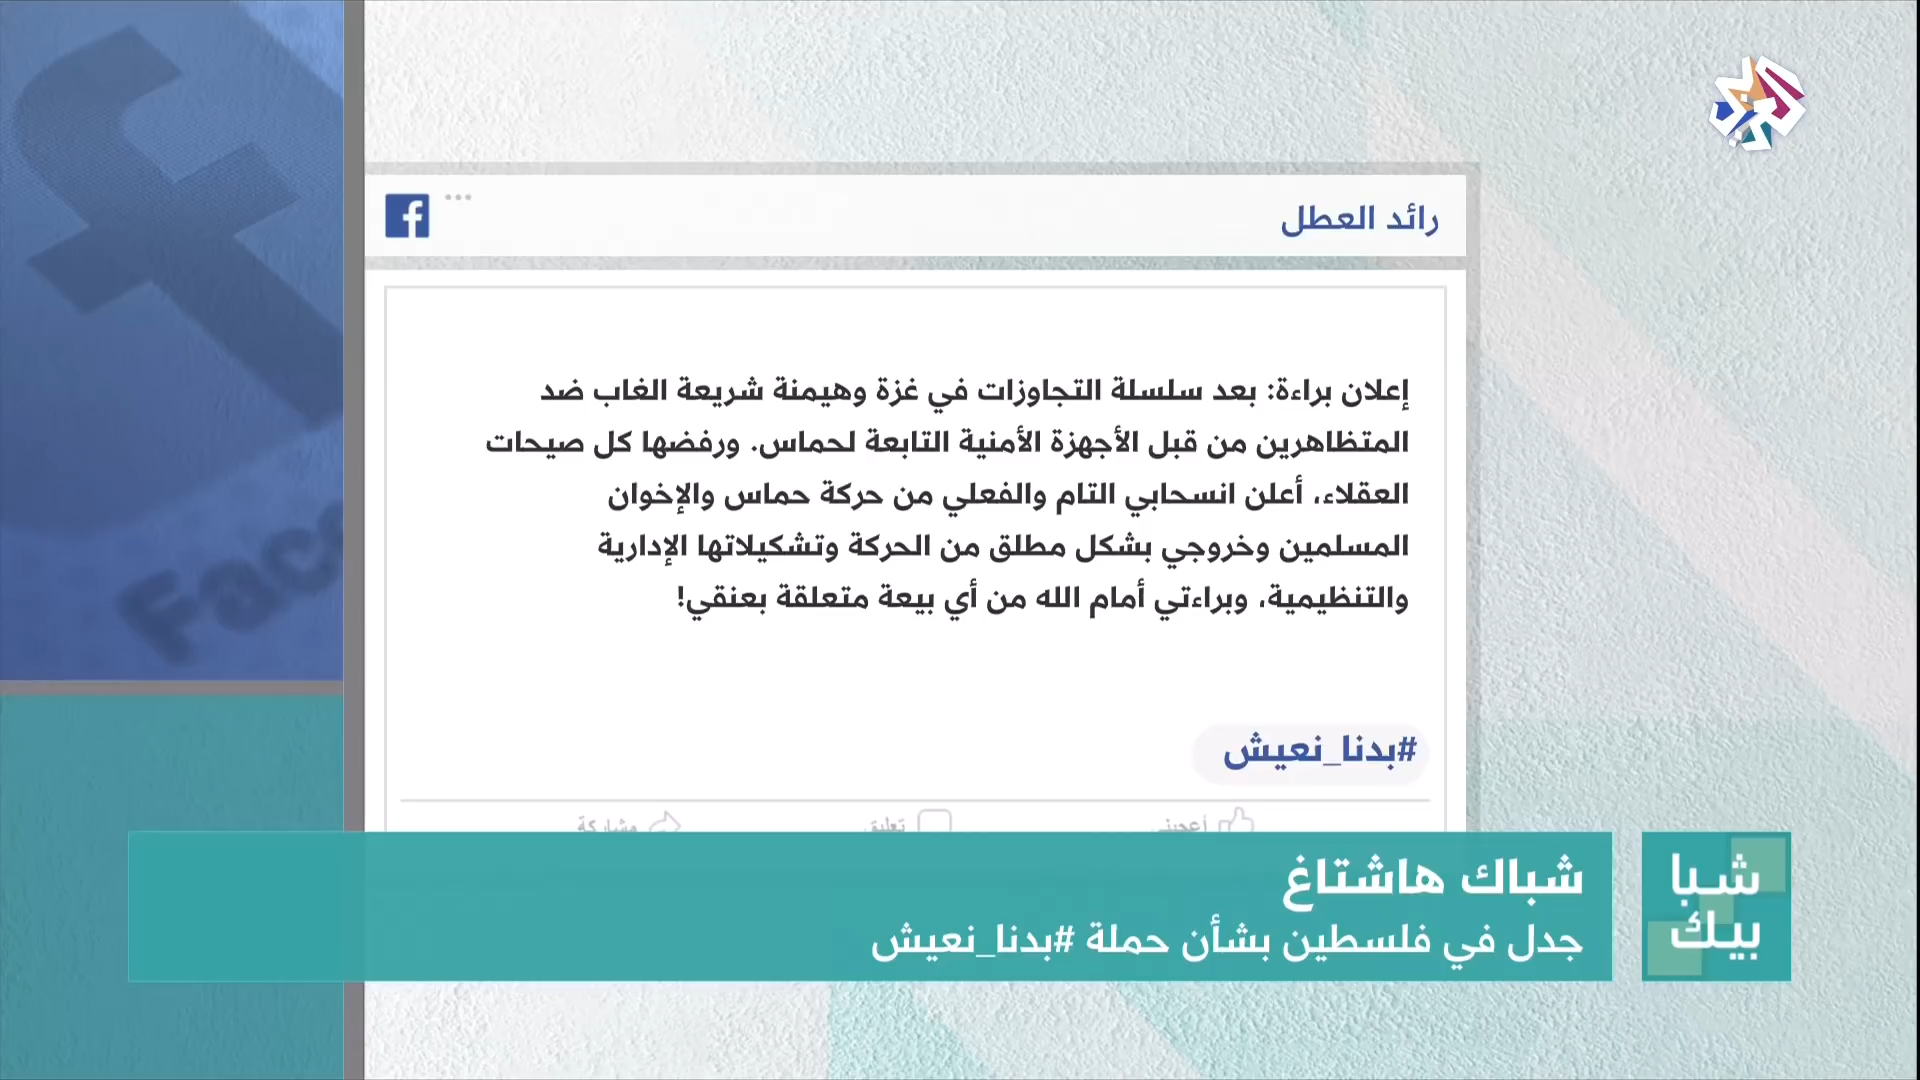 رائد العطل
إعلان براءة: بعد سلسلة التجاوزات في غزة وهيمنة شريعة الغاب ضد
المتظاهرين من قبل الأجهزة الأمنية التابعة لحماس. ورفضها كل صيحات
العقلاء، أعلن انسحابي التام والفعلي من حركة حماس والإخوان
المسلمين وخروجي بشكل مطلق من الحركة وتشكيلاتها الإدارية
والتنظيمية، وبراءتي أمام الله من أي بيعة متعلقة بعنقي!
#بدنا_نعيش
أعجبني تعليق مشاركة
شباك هاشتاغ
جدل في فلسطين بشأن حملة #بدنا_نعيش
شبا
بيك